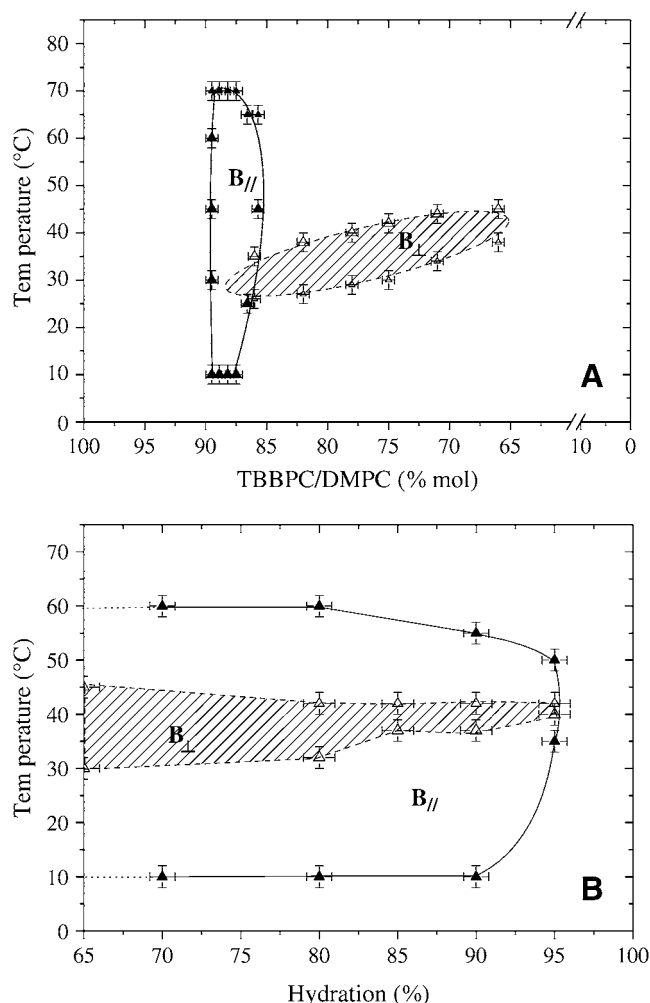 80
70
60
50
40
30
20
10
0
Tem perature (°C)
B//
B⊥
A
100 95 90 85 80 75 70 65 10 0
TBBPC/DMPC (% mol)
70
60
50
40
30
20
10
0
Tem perature (°C)
B⊥
B//
B
65 70 75 80 85 90 95 100
Hydration (%)